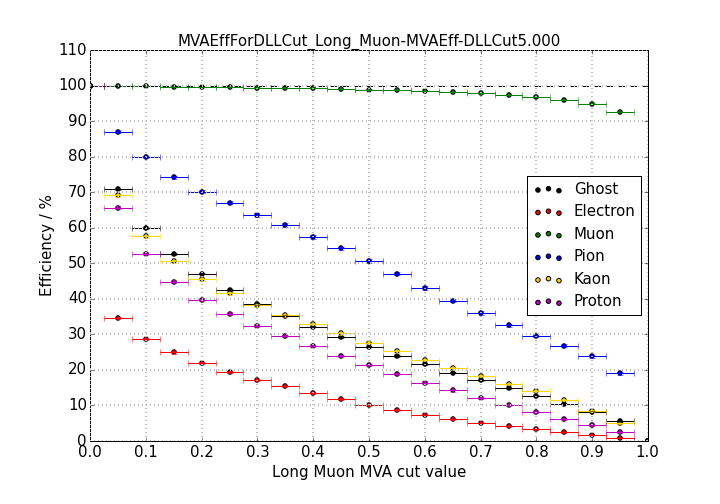 MVAEffForDLLCut_Long_Muon-MVAEff-DLLCut5.000
110
100
90
80
70
60
50
40
30
20
10
0
Efficiency / %
Ghost
Electron
Muon
Pion
Kaon
Proton
0.0 0.1 0.2 0.3 0.4 0.5 0.6 0.7 0.8 0.9 1.0
Long Muon MVA cut value